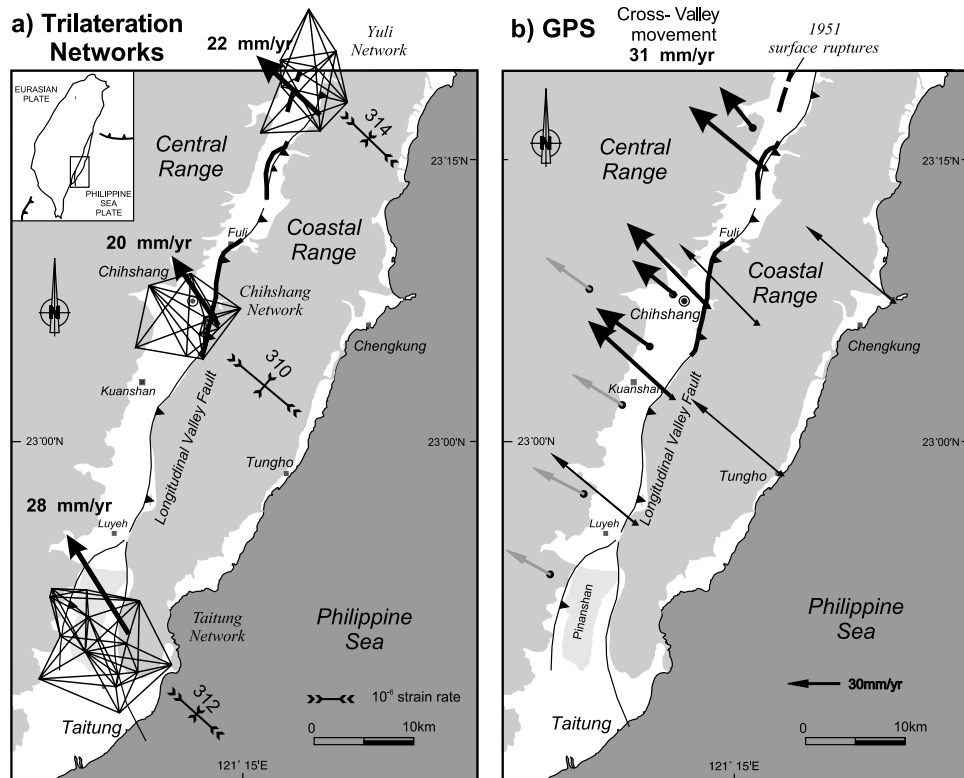 a) Trilateration
Networks
22 mm/yr
Yuli
Network
EURASIAN
PLATE
PHILIPPINE
SEA
PLATE
Central
Range
314
23°15'N
Coastal
Range
Fuli
20 mm/yr
Chihshang
Chihshang
Network
N
310
Chengkung
Kuanshan
Longitudinal Valley Fault
23°00'N
Tungho
28 mm/yr
Luyeh
Taitung
Network
Philippine
Sea
312
10⁻⁶ strain rate
Taitung
0 10km
121° 15'E
b) GPS
Cross- Valley
movement
31 mm/yr
1951
surface ruptures
N
Central
Range
23°15'N
Fuli
Coastal
Range
Chihshang
Chengkung
Kuanshan
Longitudinal Valley Fault
23°00'N
Tungho
Luyeh
Pinanshan
Philippine
Sea
30mm/yr
Taitung
0 10km
121° 15'E